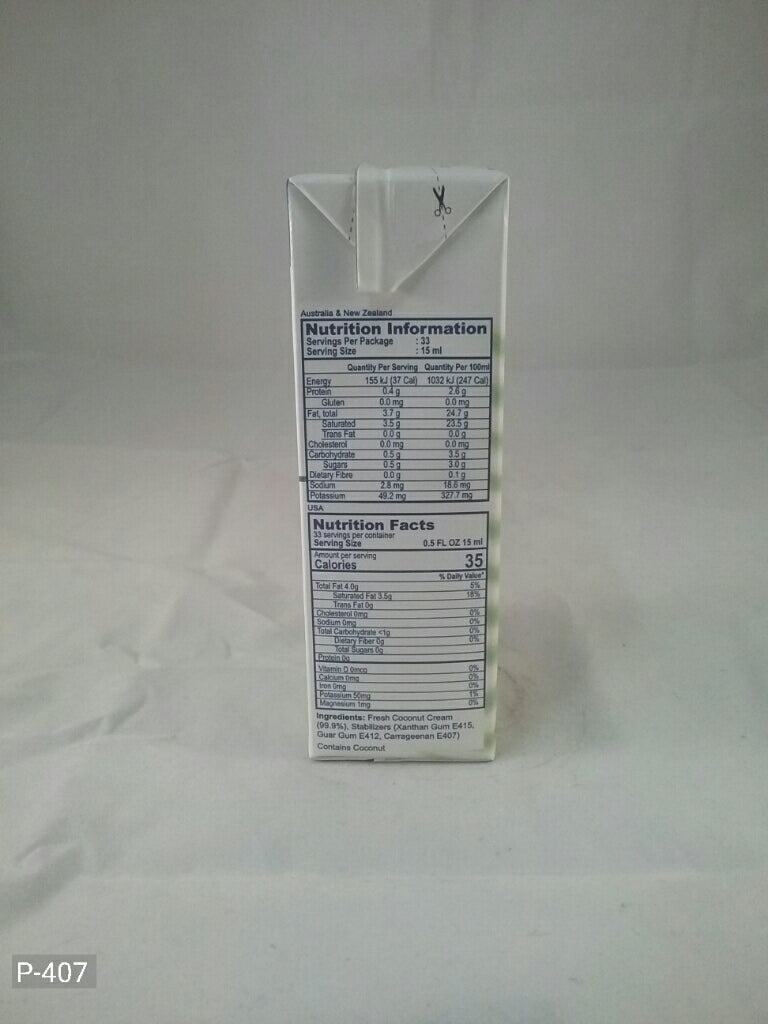 Australia & New Zealand
Nutrition Information
Servings Per Package : 33
Serving Size : 15 ml
Quantity Per Serving Quantity Per 100ml
Energy 155 kJ (37 Cal) 1032 kJ (247 Cal)
Protein 0.4 g 2.6 g
Gluten 0.0 mg 0.0 mg
Fat, total 3.7 g 24.7 g
Saturated 3.5 g 23.5 g
Trans Fat 0.0 g 0.0 g
Cholesterol 0.0 mg 0.0 mg
Carbohydrate 0.5 g 3.5 g
Sugars 0.5 g 3.0 g
Dietary Fibre 0.0 g 0.1 g
Sodium 2.8 mg 18.6 mg
Potassium 49.2 mg 327.7 mg
USA
Nutrition Facts
33 servings per container
Serving Size 0.5 FL OZ 15 ml
Amount per serving
Calories 35
% Daily Value*
Total Fat 4.0g 5%
Saturated Fat 3.5g 18%
Trans Fat 0g
Cholesterol 0mg 0%
Sodium 0mg 0%
Total Carbohydrate <1g 0%
Dietary Fiber 0g 0%
Total Sugars 0g
Protein 0g
Vitamin D 0mcg 0%
Calcium 0mg 0%
Iron 0mg 0%
Potassium 50mg 1%
Magnesium 1mg 0%
Ingredients: Fresh Coconut Cream
(99.9%), Stabilizers (Xanthan Gum E415,
Guar Gum E412, Carrageenan E407)
Contains Coconut
P-407